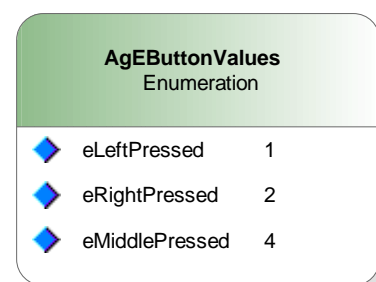 AgEButtonValues
Enumeration
eLeftPressed 1
eRightPressed 2
eMiddlePressed 4